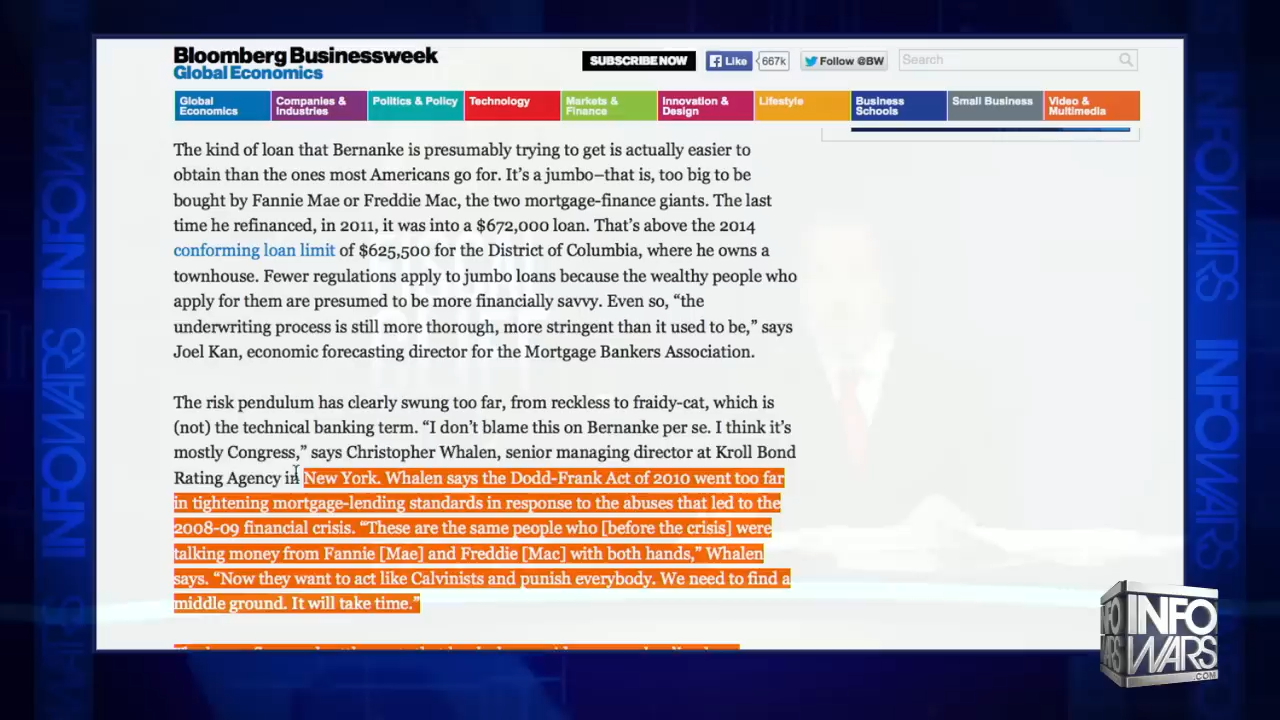 Bloomberg Businessweek
Global Economics
SUBSCRIBE NOW
Like
667k
Follow @BW
Search
Global
Economics
Companies &
Industries
Politics & Policy
Technology
Markets &
Finance
Innovation &
Design
Lifestyle
Business
Schools
Small Business
Video &
Multimedia
The kind of loan that Bernanke is presumably trying to get is actually easier to
obtain than the ones most Americans go for. It’s a jumbo–that is, too big to be
bought by Fannie Mae or Freddie Mac, the two mortgage-finance giants. The last
time he refinanced, in 2011, it was into a $672,000 loan. That’s above the 2014
conforming loan limit of $625,500 for the District of Columbia, where he owns a
townhouse. Fewer regulations apply to jumbo loans because the wealthy people who
apply for them are presumed to be more financially savvy. Even so, “the
underwriting process is still more thorough, more stringent than it used to be,” says
Joel Kan, economic forecasting director for the Mortgage Bankers Association.
The risk pendulum has clearly swung too far, from reckless to fraidy-cat, which is
(not) the technical banking term. “I don’t blame this on Bernanke per se. I think it’s
mostly Congress,” says Christopher Whalen, senior managing director at Kroll Bond
Rating Agency in New York. Whalen says the Dodd-Frank Act of 2010 went too far
in tightening mortgage-lending standards in response to the abuses that led to the
2008-09 financial crisis. “These are the same people who [before the crisis] were
talking money from Fannie [Mae] and Freddie [Mac] with both hands,” Whalen
says. “Now they want to act like Calvinists and punish everybody. We need to find a
middle ground. It will take time.”
INFOWARS
INFOWARS
INFOWARS
INFOWARS
INFO
WARS
.COM